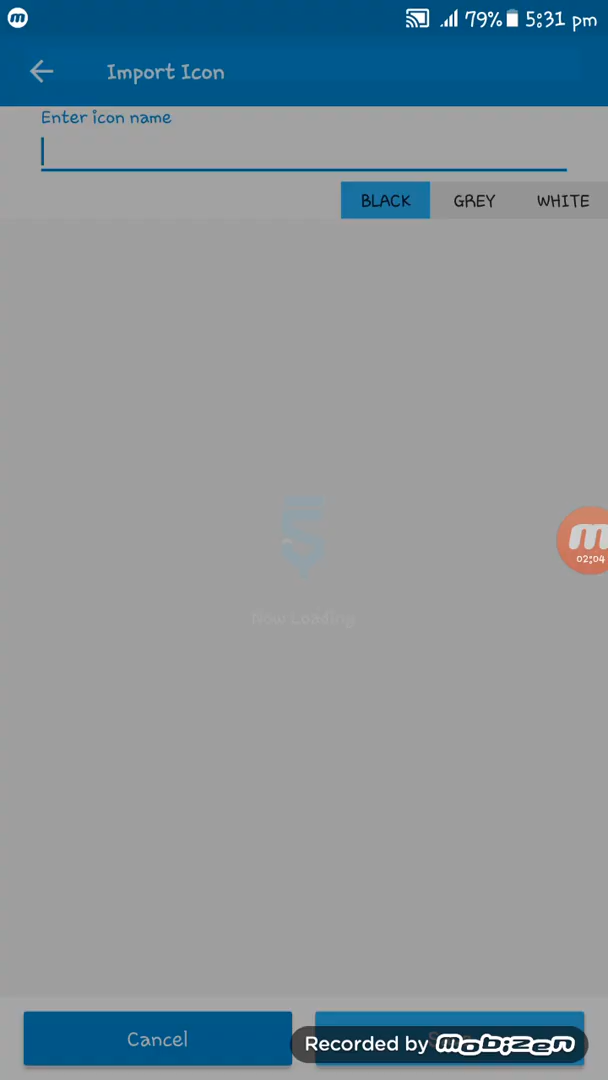 79% 5:31 pm
Import Icon
Enter icon name
BLACK GREY WHITE
02:04
Now Loading
Cancel
Recorded by mobizen